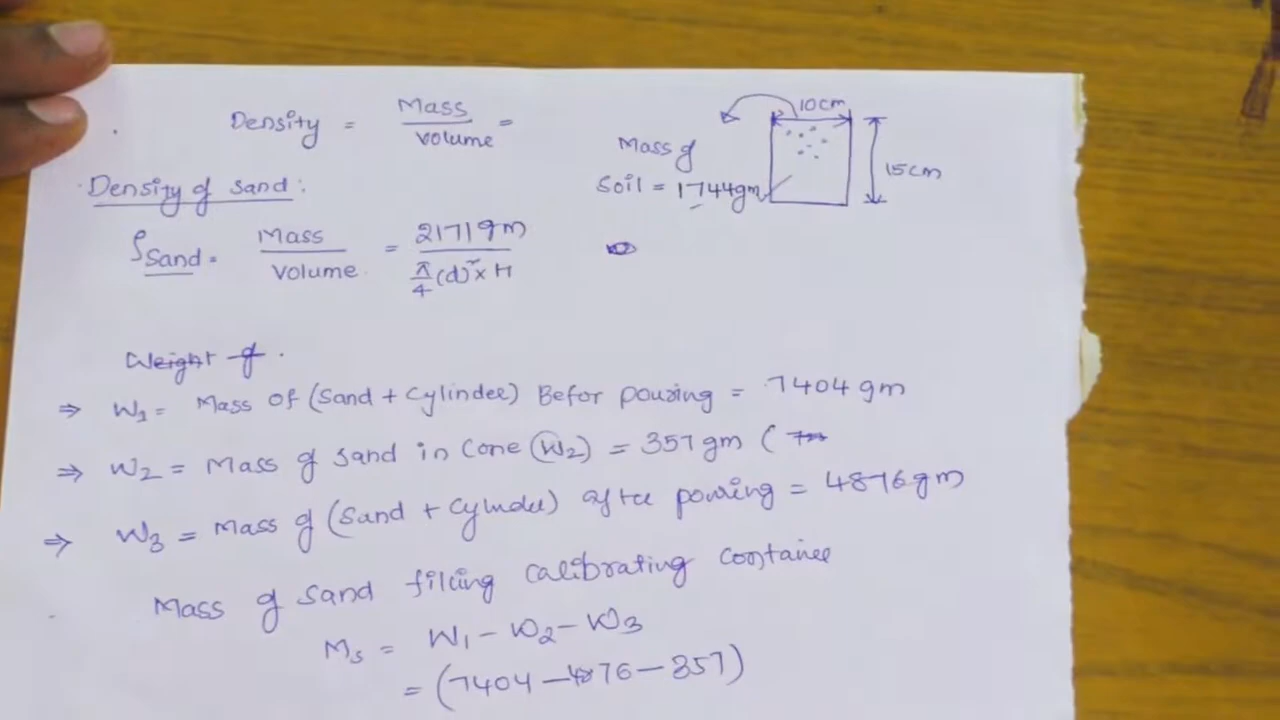 Density = Mass / Volume =
10cm
15cm
Mass of
Soil = 1744gm
Density of sand:
ρSand = Mass / Volume = 2171gm / π/4 (d)² x H
Weight of.
⇒ W1 = Mass of (Sand + Cylinder) Befor pouring = 7404 gm
⇒ W2 = Mass of sand in Cone (W2) = 357 gm (
⇒ W3 = Mass of (Sand + Cylinder) after pouring = 4876 gm
Mass of Sand filling Calibrating Container
Ms = W1 - W2 - W3
= (7404 - 4876 - 357)